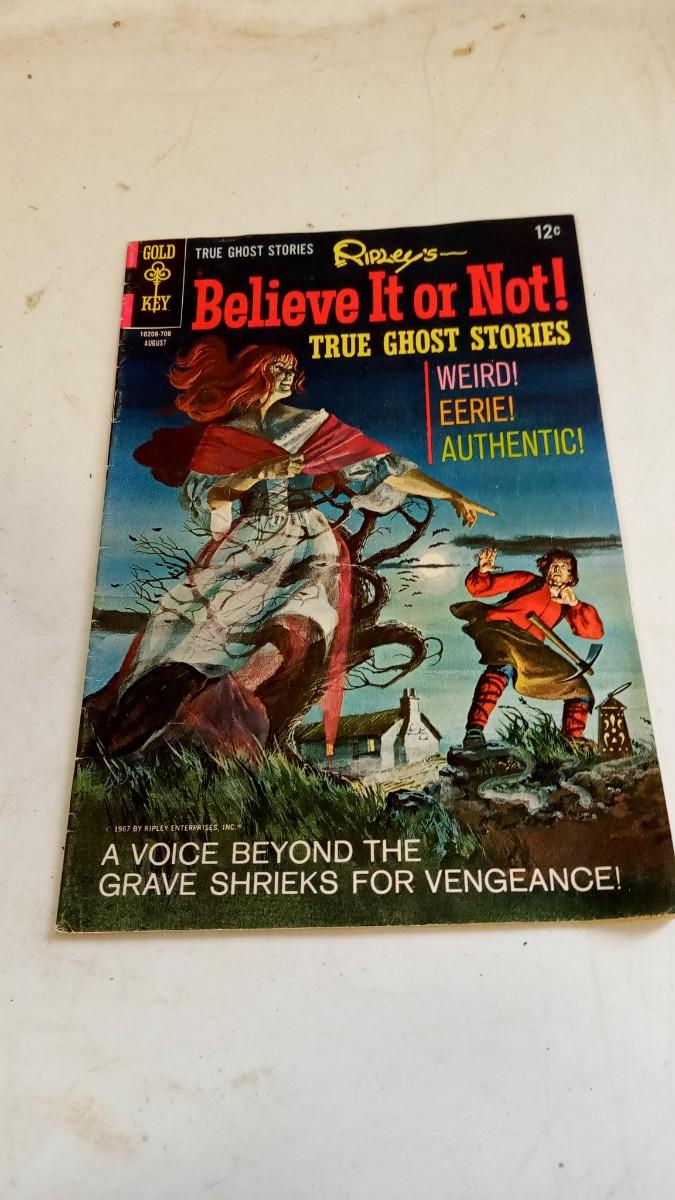 GOLD
KEY
10208-708
AUGUST
TRUE GHOST STORIES
RIPLEY'S
12¢
Believe It or Not!
TRUE GHOST STORIES
WEIRD!
EERIE!
AUTHENTIC!
© 1967 BY RIPLEY ENTERPRISES, INC.
A VOICE BEYOND THE
GRAVE SHRIEKS FOR VENGEANCE!